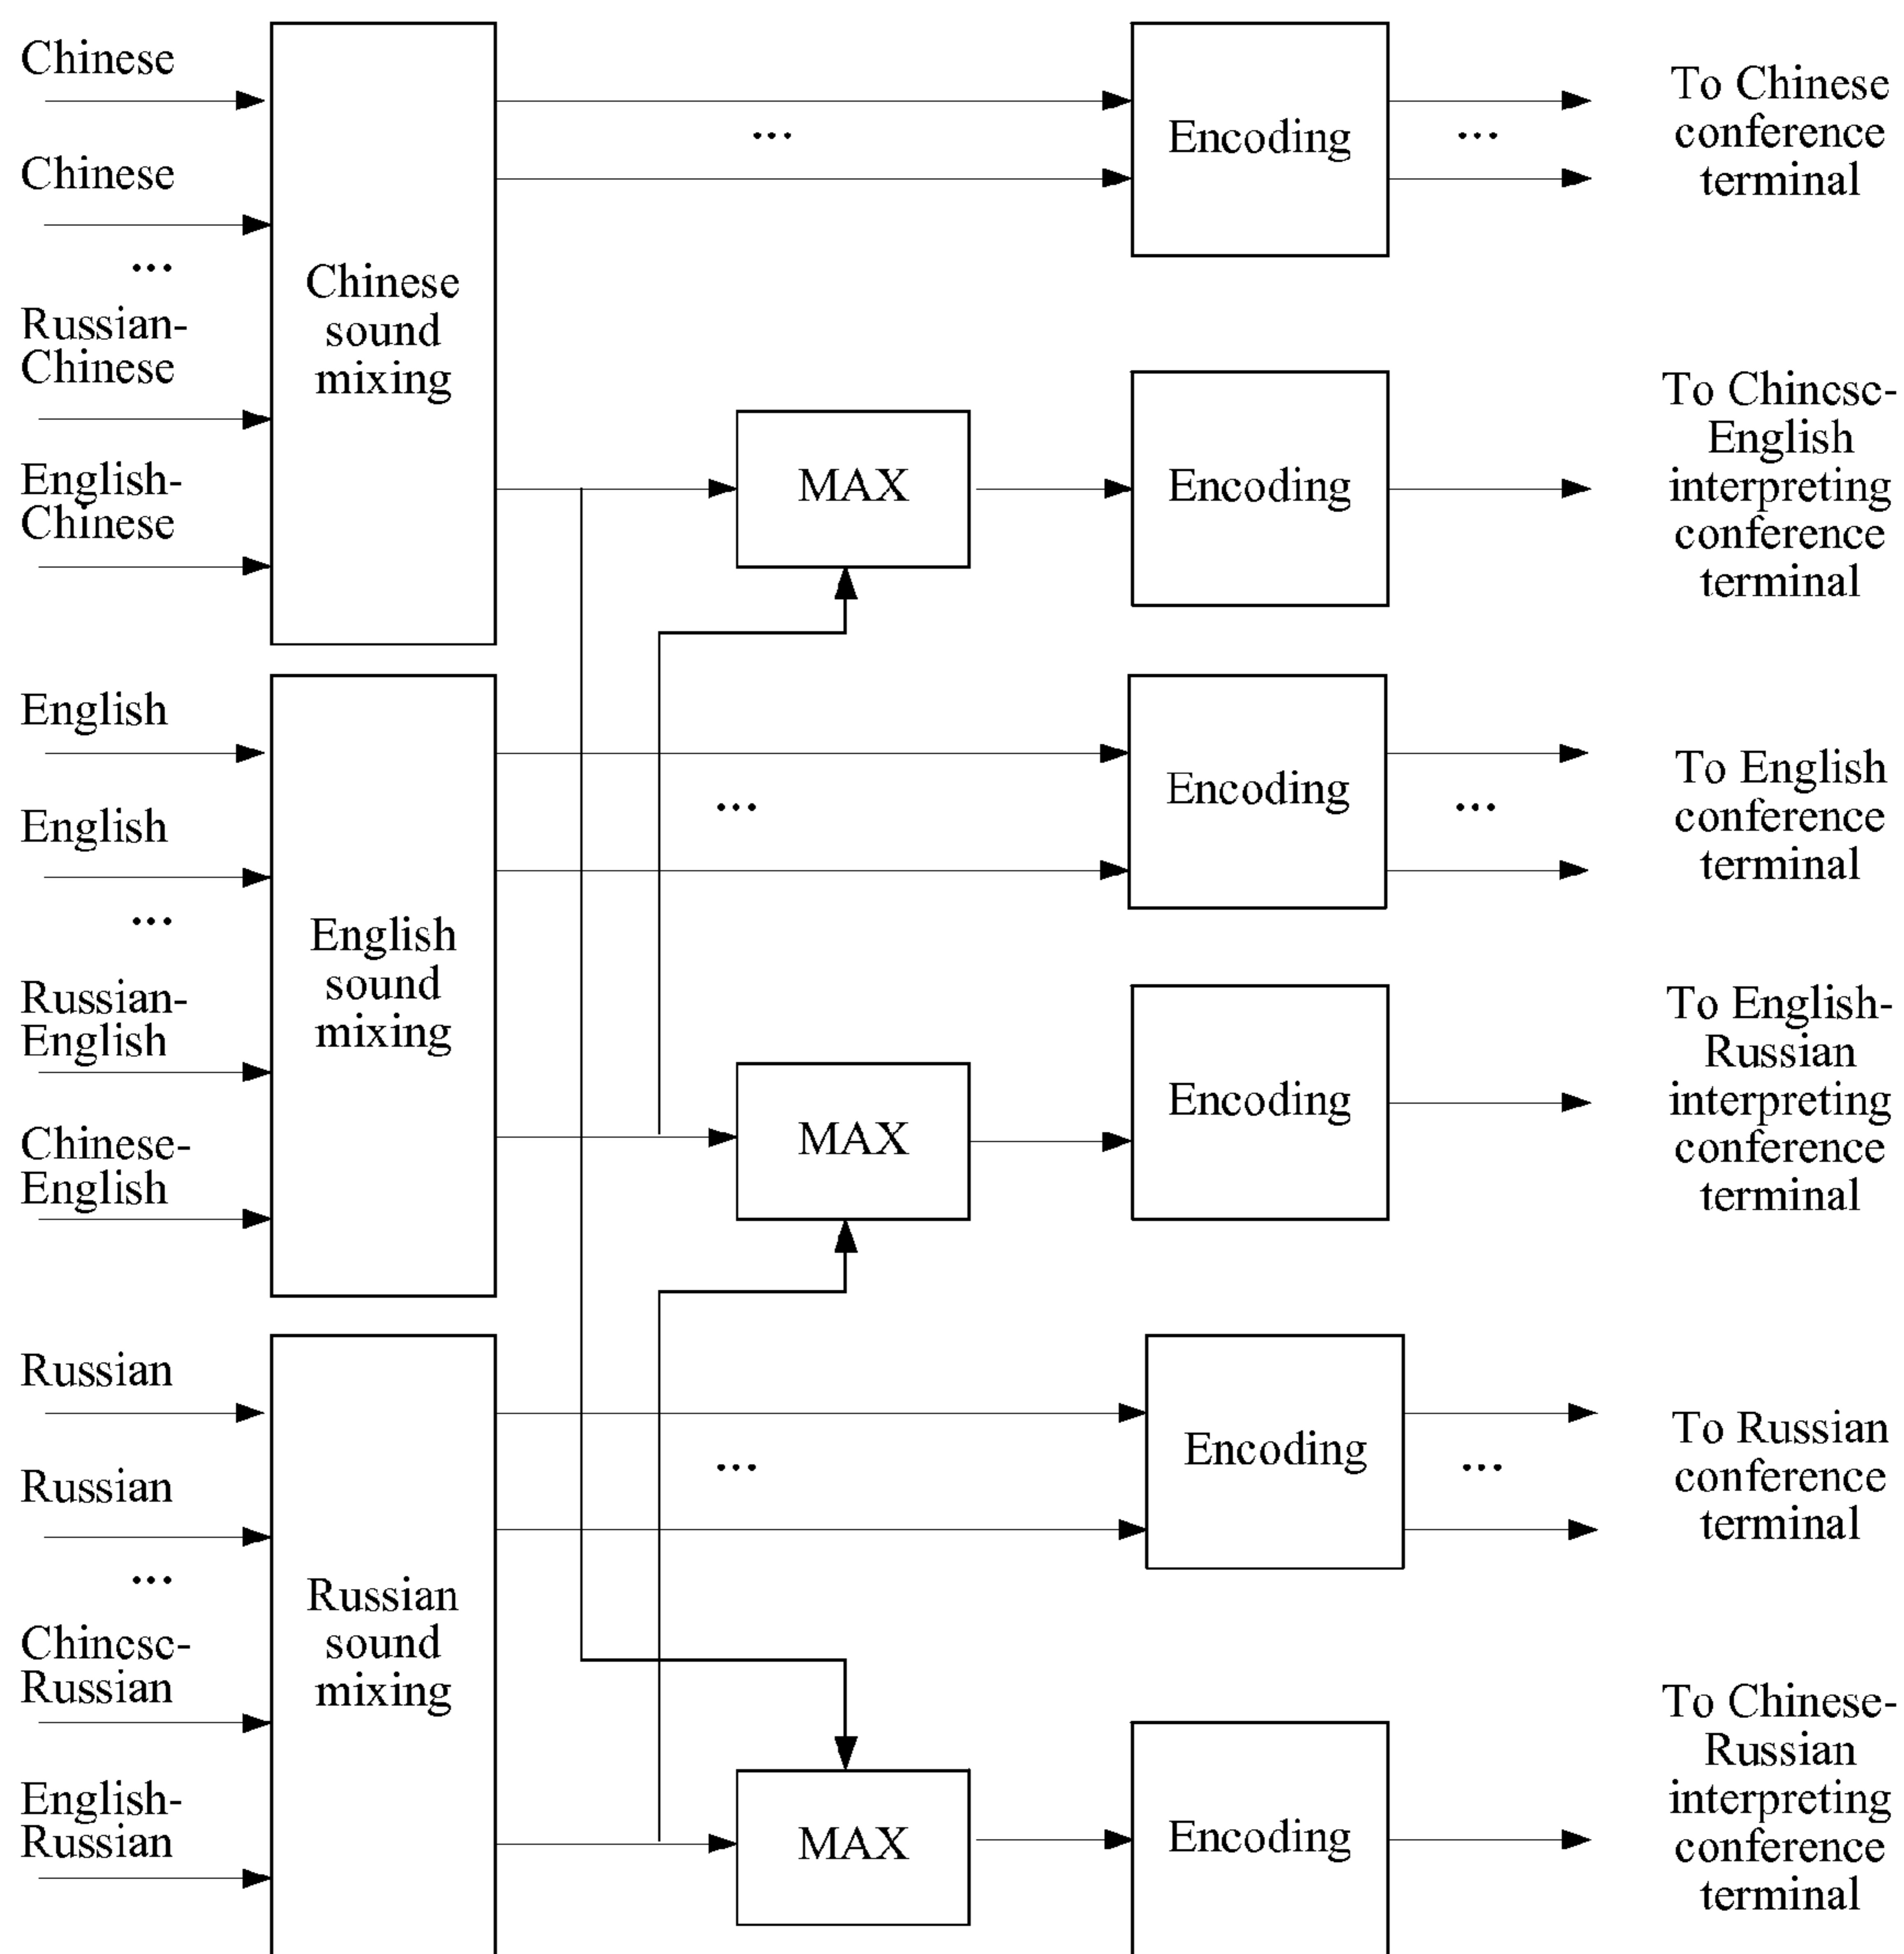 Chinese
Chinese
...
Russian-
Chinese
English-
Chinese
Chinese
sound
mixing
...
Encoding
...
To Chinese
conference
terminal
MAX
Encoding
To Chinese-
English
interpreting
conference
terminal
English
English
...
Russian-
English
Chinese-
English
English
sound
mixing
...
Encoding
...
To English
conference
terminal
MAX
Encoding
To English-
Russian
interpreting
conference
terminal
Russian
Russian
...
Chinese-
Russian
English-
Russian
Russian
sound
mixing
...
Encoding
...
To Russian
conference
terminal
MAX
Encoding
To Chinese-
Russian
interpreting
conference
terminal